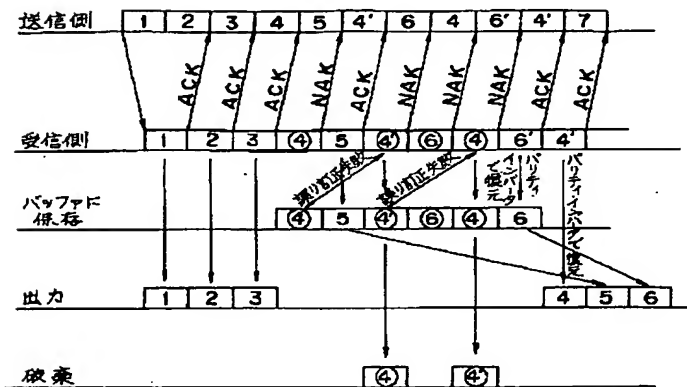 送信側 1 2 3 4 5 4' 6 4 6' 4' 7
ACK ACK ACK NAK ACK NAK NAK NAK ACK ACK
受信側 1 2 3 ④ 5 ④' ⑥ ④ 6' 4'
誤り訂正失敗 誤り訂正失敗
パリティインバータで復元
パリティインバータで復元
バッファに
保存
④ 5 ④' ⑥ ④ 6
出力 1 2 3 4 5 6
破棄 ④ ④'